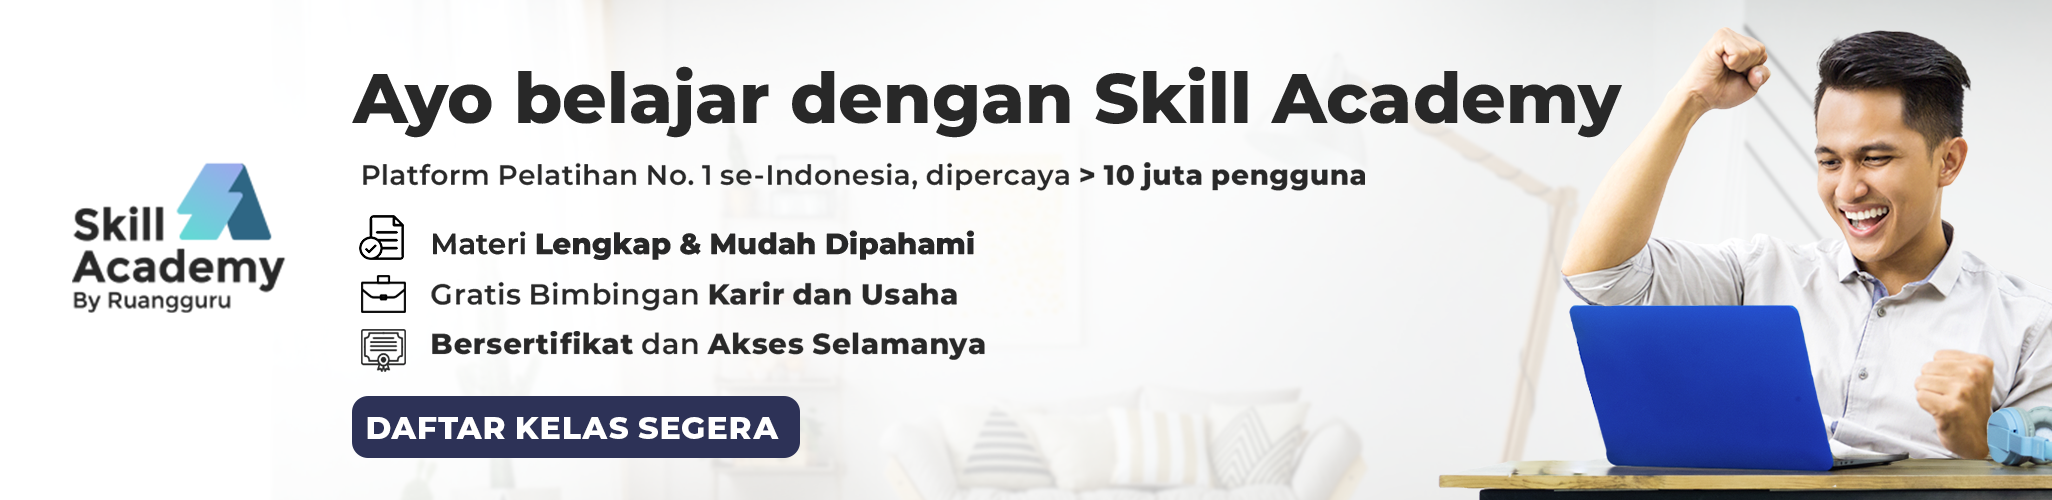 Ayo belajar dengan Skill Academy
Platform Pelatihan No. 1 se-Indonesia, dipercaya > 10 juta pengguna
Skill
Academy
By Ruangguru
Materi Lengkap & Mudah Dipahami
Gratis Bimbingan Karir dan Usaha
Bersertifikat dan Akses Selamanya
DAFTAR KELAS SEGERA